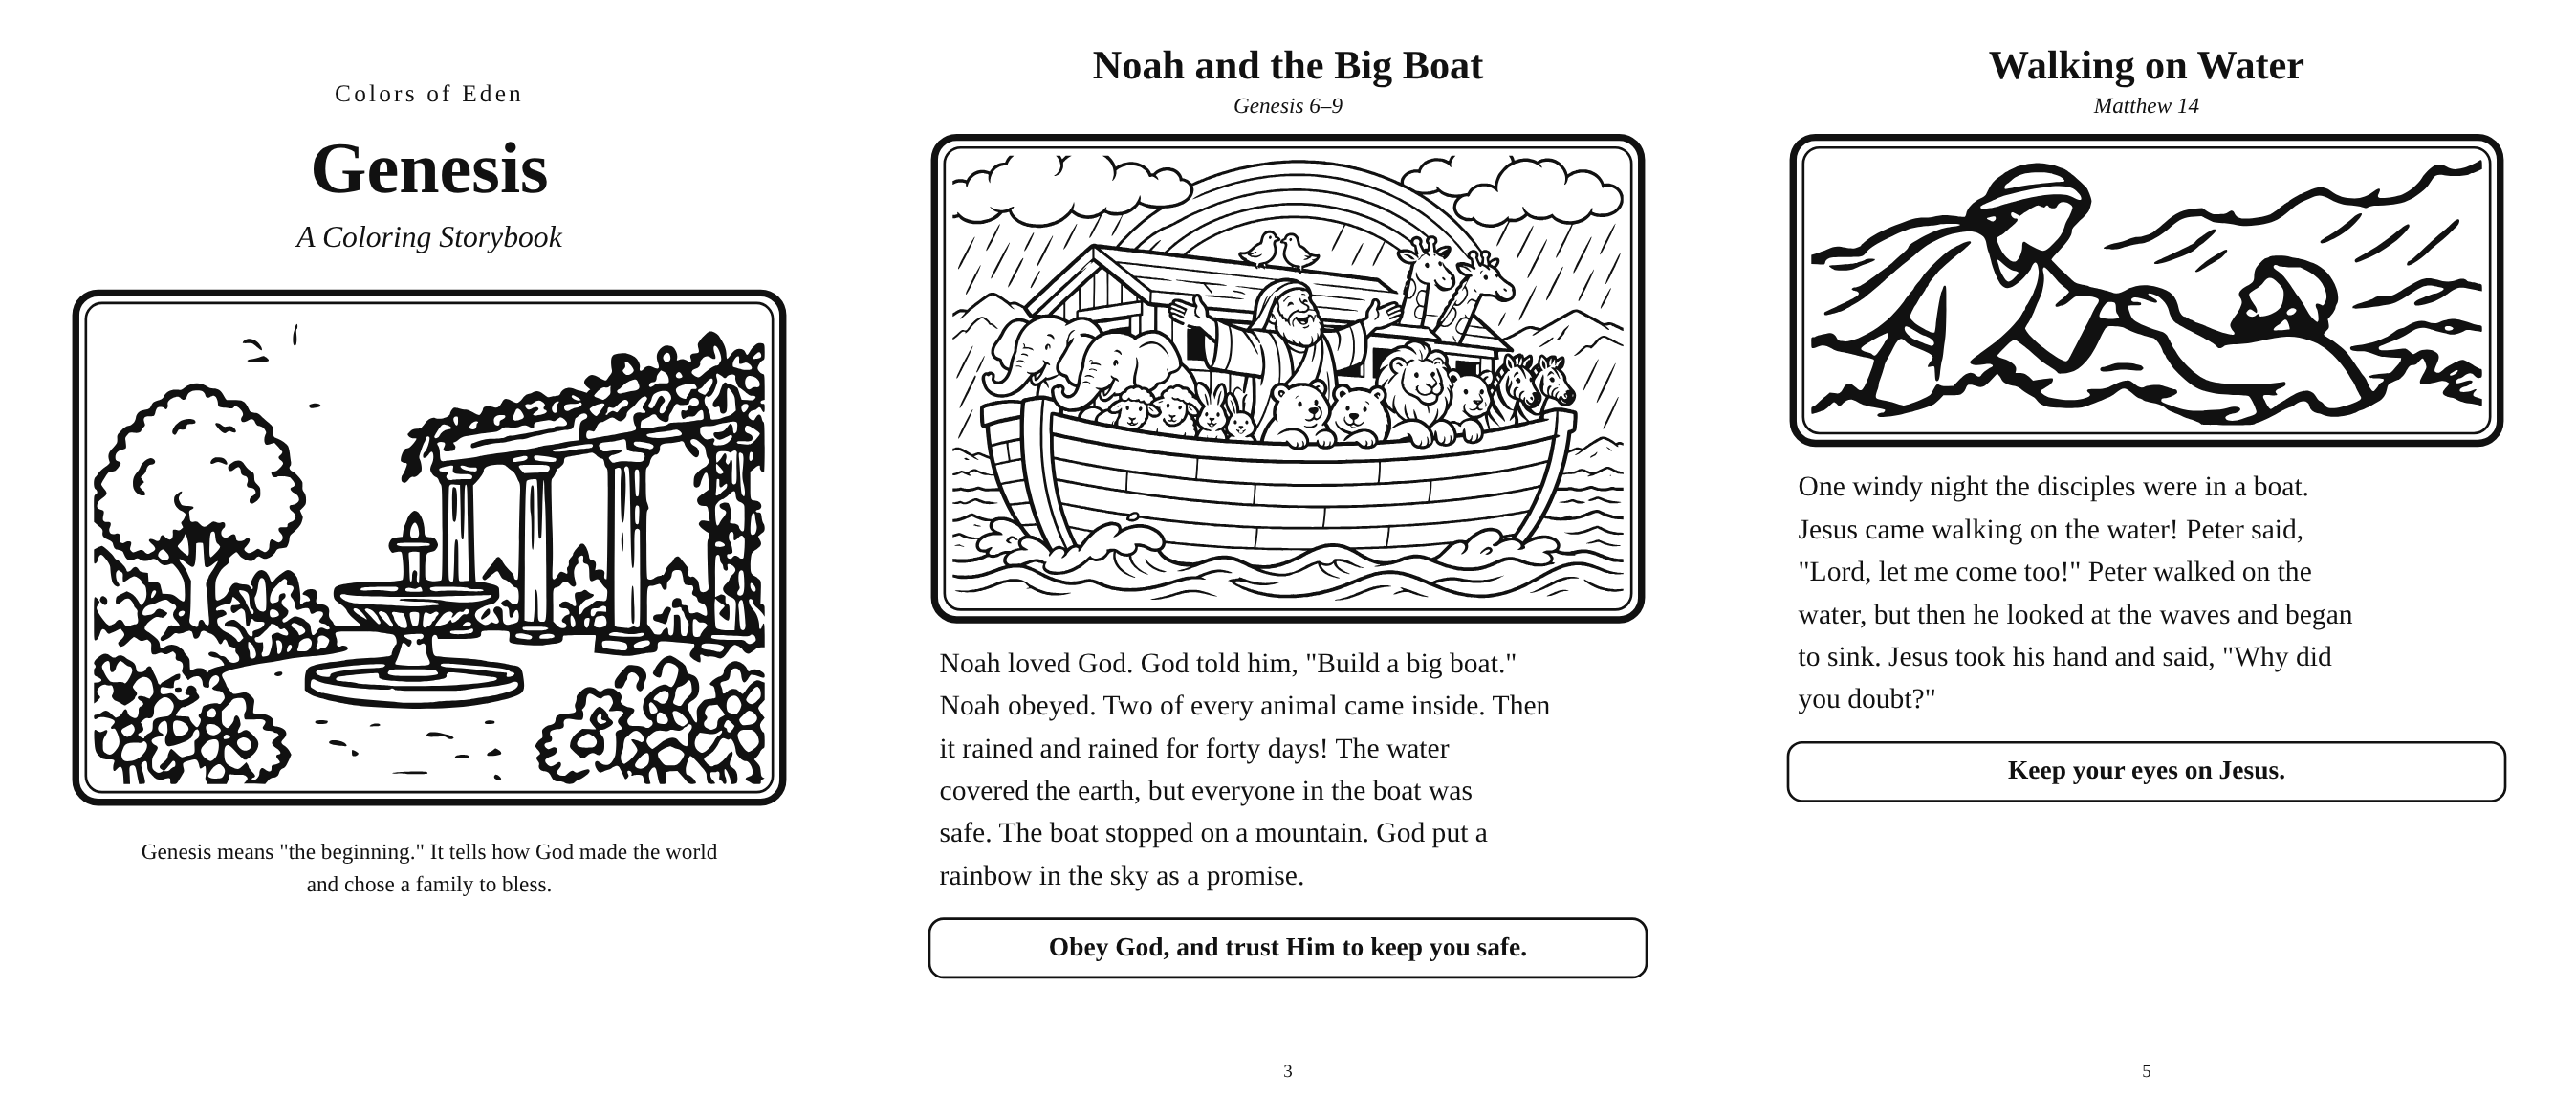 Colors of Eden
Genesis
A Coloring Storybook
Genesis means "the beginning." It tells how God made the world
and chose a family to bless.
Noah and the Big Boat
Genesis 6–9
Noah loved God. God told him, "Build a big boat."
Noah obeyed. Two of every animal came inside. Then
it rained and rained for forty days! The water
covered the earth, but everyone in the boat was
safe. The boat stopped on a mountain. God put a
rainbow in the sky as a promise.
Obey God, and trust Him to keep you safe.
3
Walking on Water
Matthew 14
One windy night the disciples were in a boat.
Jesus came walking on the water! Peter said,
"Lord, let me come too!" Peter walked on the
water, but then he looked at the waves and began
to sink. Jesus took his hand and said, "Why did
you doubt?"
Keep your eyes on Jesus.
5